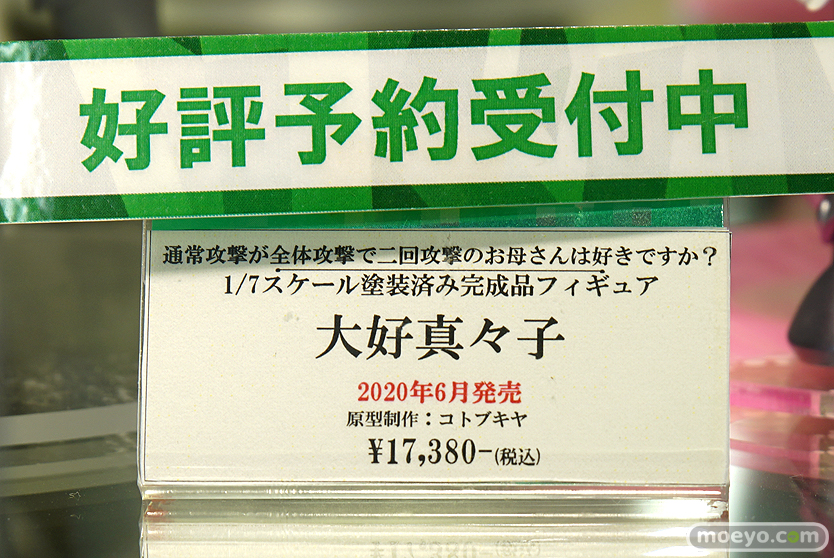 好評予約受付中
通常攻撃が全体攻撃で二回攻撃のお母さんは好きですか？
1/7スケール塗装済み完成品フィギュア
大好真々子
2020年6月発売
原型制作：コトブキヤ
¥17,380-(税込)
moeyo.com